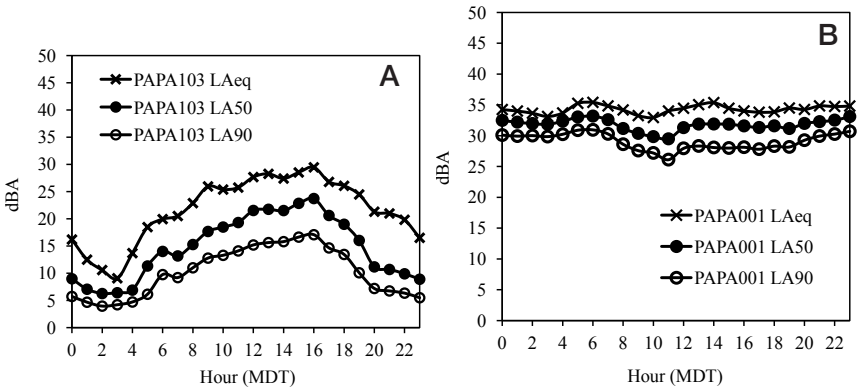 A
50
45
40
35
30
25
20
15
10
5
0
dBA
PAPA103 LAeq
PAPA103 LA50
PAPA103 LA90
0 2 4 6 8 10 12 14 16 18 20 22
Hour (MDT)
B
50
45
40
35
30
25
20
15
10
5
0
dBA
PAPA001 LAeq
PAPA001 LA50
PAPA001 LA90
0 2 4 6 8 10 12 14 16 18 20 22
Hour (MDT)